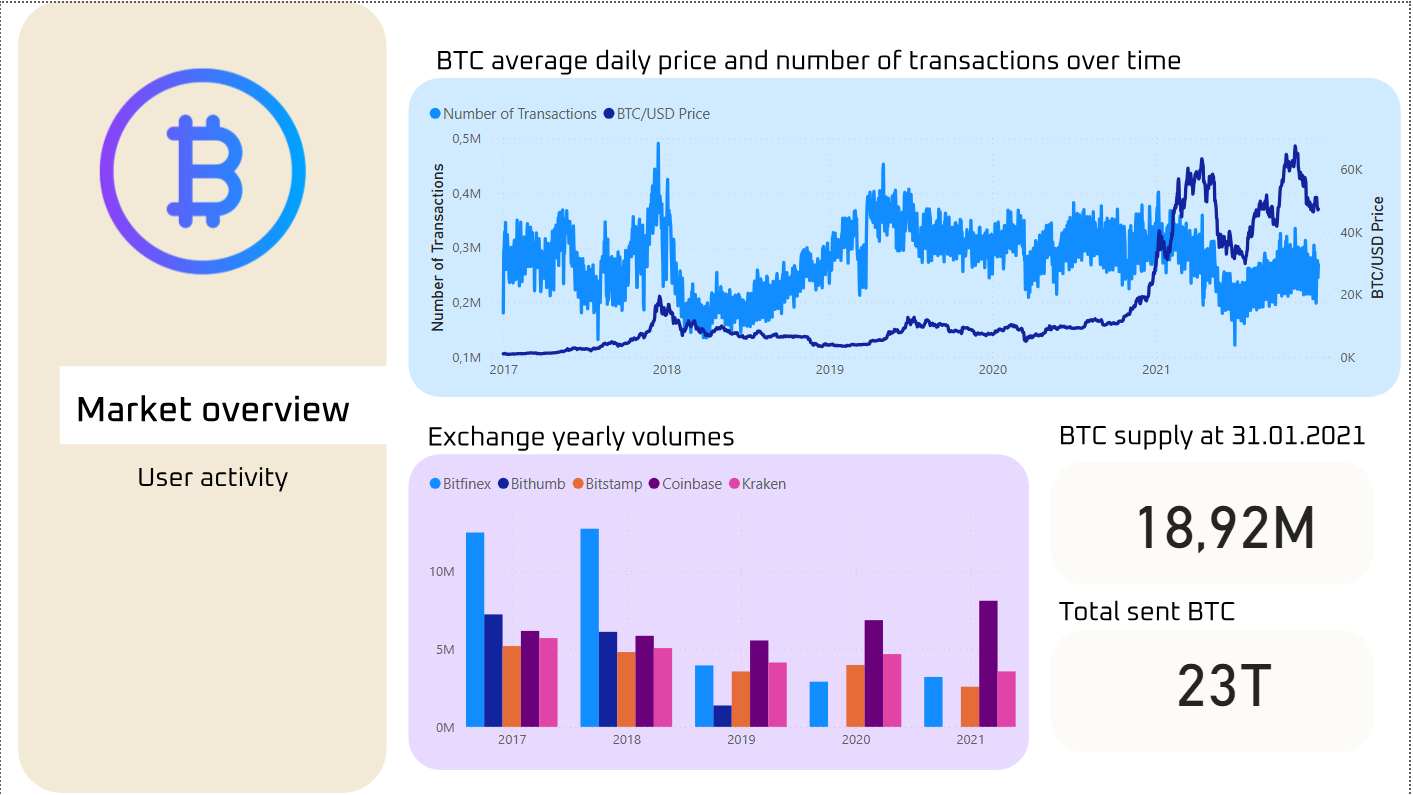 BTC average daily price and number of transactions over time
Number of Transactions BTC/USD Price
Number of Transactions
0,5M
0,4M
0,3M
0,2M
0,1M
60K
40K
20K
0K
BTC/USD Price
2017 2018 2019 2020 2021
Market overview
User activity
Exchange yearly volumes
Bitfinex Bithumb Bitstamp Coinbase Kraken
10M
5M
0M
2017 2018 2019 2020 2021
BTC supply at 31.01.2021
18,92M
Total sent BTC
23T